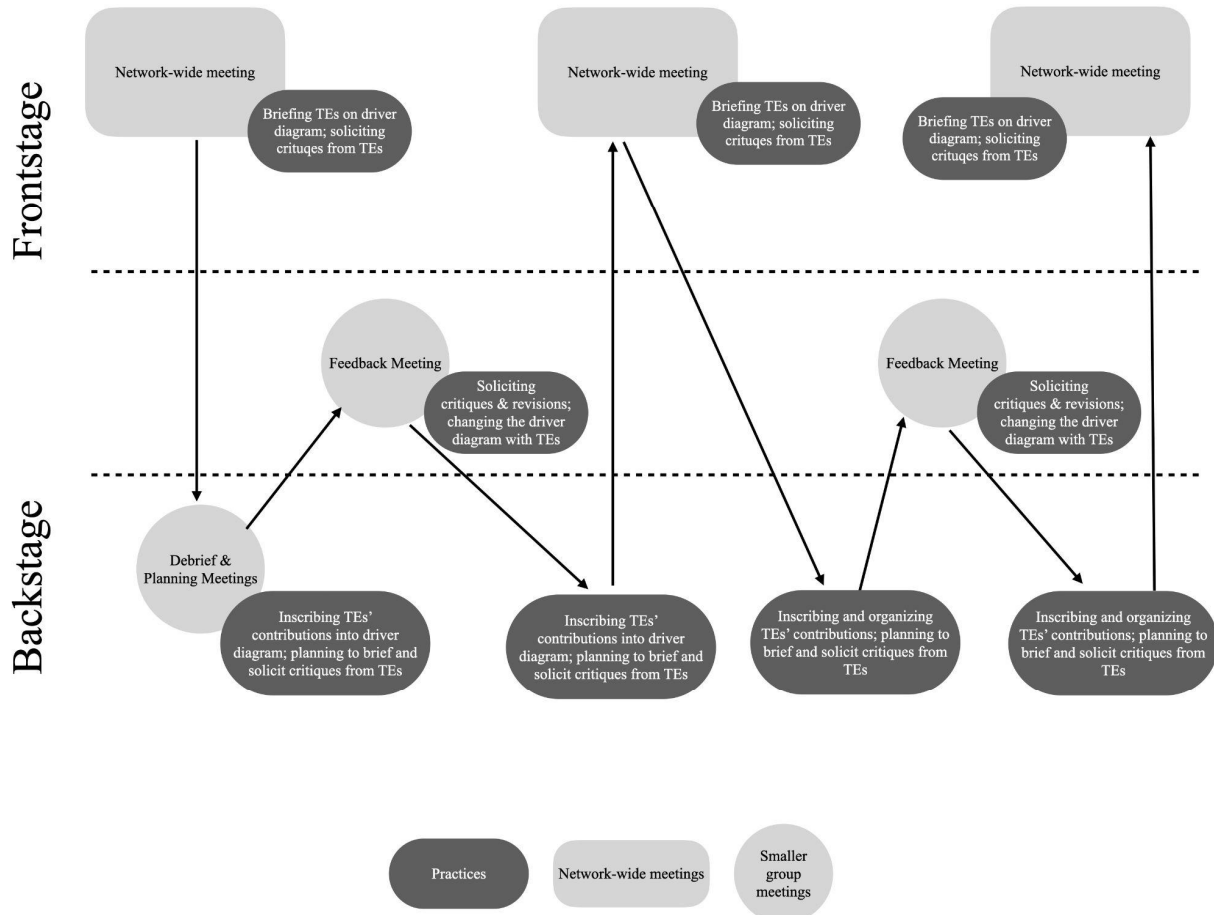 Frontstage
Network-wide meeting
Briefing TEs on driver
diagram; soliciting
crituqes from TEs
Network-wide meeting
Briefing TEs on driver
diagram; soliciting
crituqes from TEs
Network-wide meeting
Briefing TEs on driver
diagram; soliciting
crituqes from TEs
Feedback Meeting
Soliciting
critiques & revisions;
changing the driver
diagram with TEs
Feedback Meeting
Soliciting
critiques & revisions;
changing the driver
diagram with TEs
Backstage
Debrief &
Planning Meetings
Inscribing TEs’
contributions into driver
diagram; planning to brief and
solicit critiques from TEs
Inscribing TEs’
contributions into driver
diagram; planning to brief and
solicit critiques from TEs
Inscribing and organizing
TEs’ contributions; planning to
brief and solicit critiques from
TEs
Inscribing and organizing
TEs’ contributions; planning to
brief and solicit critiques from
TEs
Practices
Network-wide meetings
Smaller
group
meetings